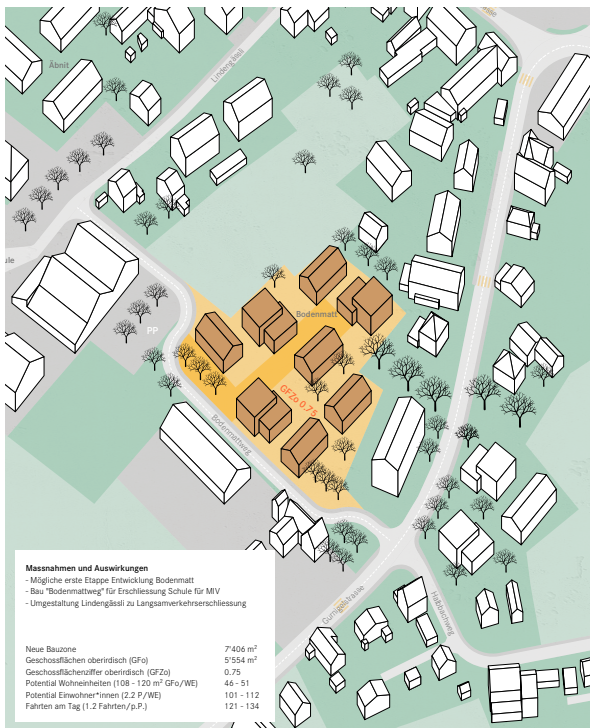 Äbnit
Lindengässli
PP
Bodenmatt
GFZo 0.75
Bodenmattweg
Gurnigelstrasse
Habbachweg
Massnahmen und Auswirkungen
- Mögliche erste Etappe Entwicklung Bodenmatt
- Bau "Bodenmattweg" für Erschliessung Schule für MIV
- Umgestaltung Lindengässli zu Langsamverkehrserschliessung
Neue Bauzone 7'406 m²
Geschossflächen oberirdisch (GFo) 5'554 m²
Geschossflächenziffer oberirdisch (GFZo) 0.75
Potential Wohneinheiten (108 - 120 m² GFo/WE) 46 - 51
Potential Einwohner*innen (2.2 P/WE) 101 - 112
Fahrten am Tag (1.2 Fahrten/p.P.) 121 - 134